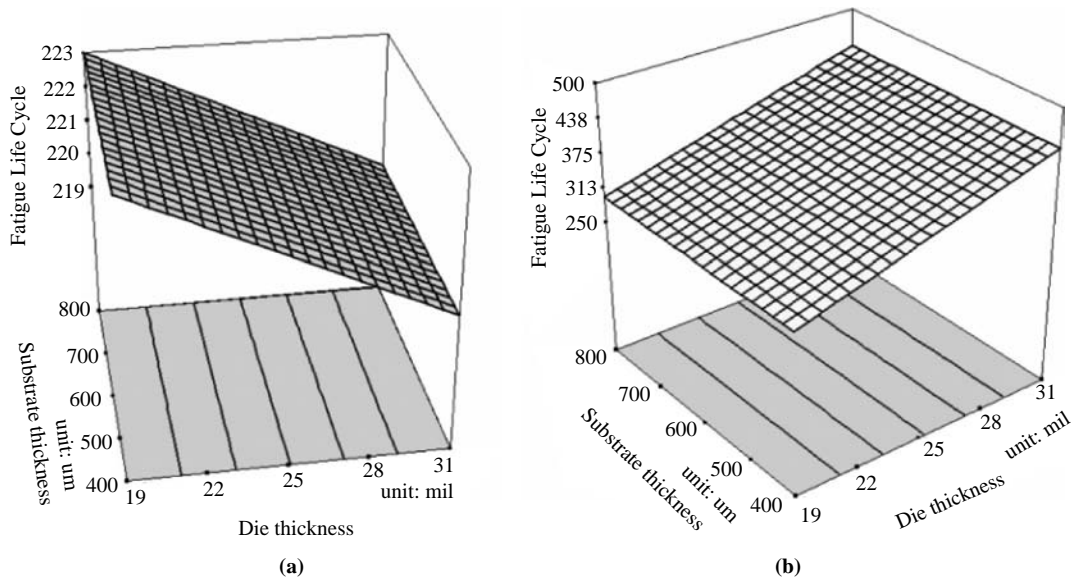 223
222
221
220
219
Fatigue Life Cycle
800
700
600
500
400
Substrate thickness
unit: um
19
22
25
28
31
unit: mil
Die thickness
(a)
500
438
375
313
250
Fatigue Life Cycle
800
700
600
500
400
Substrate thickness
unit: um
19
22
25
28
31
unit: mil
Die thickness
(b)